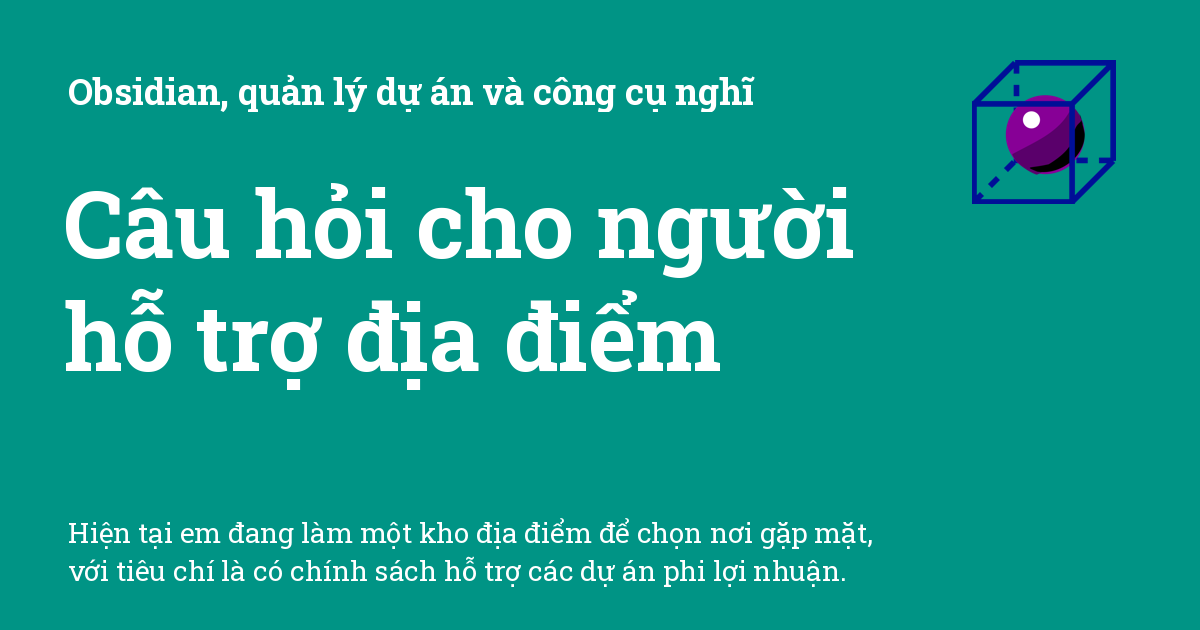 Obsidian, quản lý dự án và công cụ nghĩ
Câu hỏi cho người
hỗ trợ địa điểm
Hiện tại em đang làm một kho địa điểm để chọn nơi gặp mặt,
với tiêu chí là có chính sách hỗ trợ các dự án phi lợi nhuận.